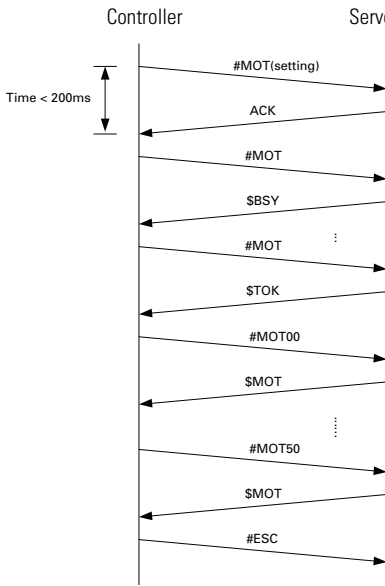 Controller
Time < 200ms
#MOT(setting)
ACK
#MOT
$BSY
#MOT
$TOK
#MOT00
$MOT
#MOT50
$MOT
#ESC